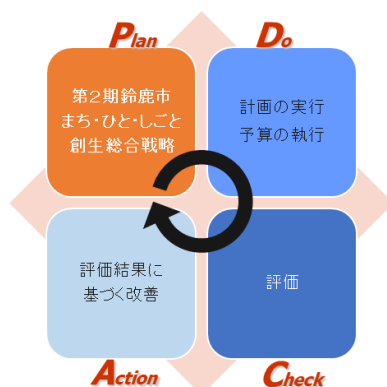 Plan
Do
第2期鈴鹿市
まち・ひと・しごと
創生総合戦略
計画の実行
予算の執行
評価結果に
基づく改善
評価
Action
Check